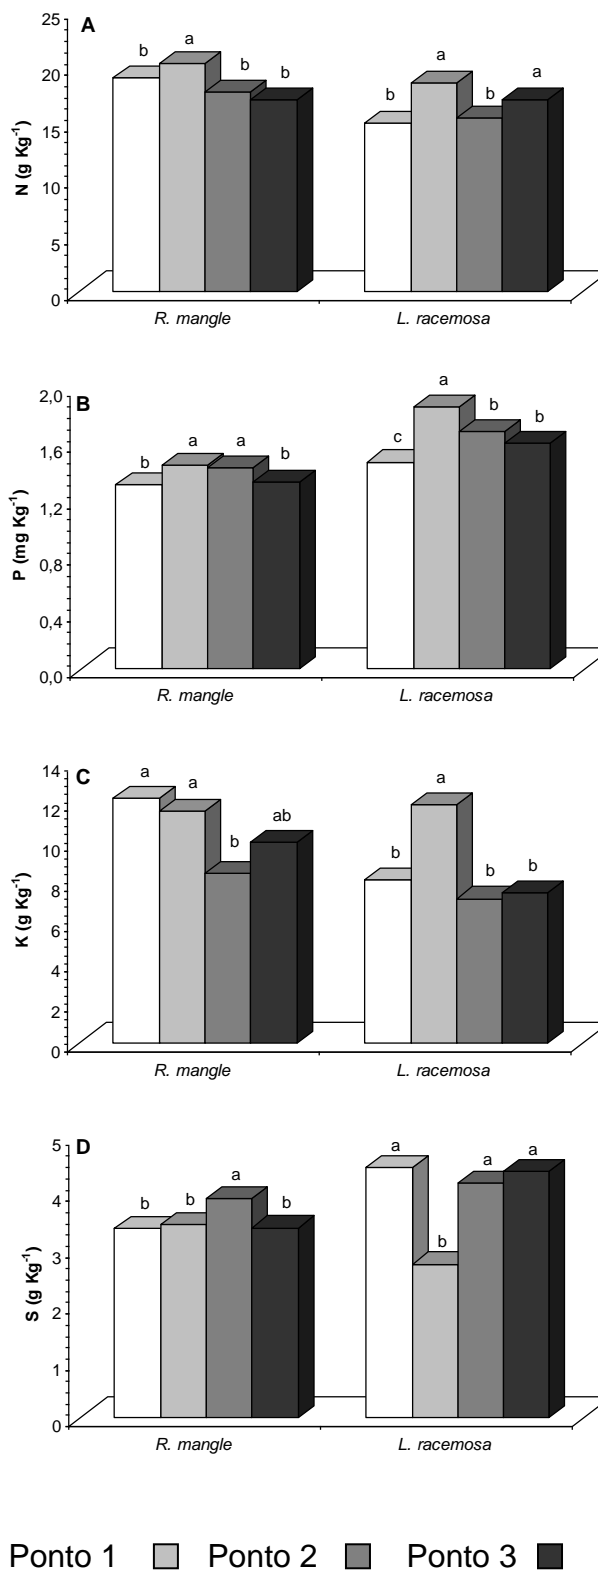 A
25
20
15
10
5
0
N (g Kg-1)
b a b b b a b a
R. mangle L. racemosa
B
2,0
1,6
1,2
0,8
0,4
0,0
P (mg Kg-1)
b a a b c a b b
R. mangle L. racemosa
C
14
12
10
8
6
4
2
0
K (g Kg-1)
a a b ab b a b b
R. mangle L. racemosa
D
5
4
3
2
1
0
S (g Kg-1)
b b a b a b a a
R. mangle L. racemosa
Ponto 1 Ponto 2 Ponto 3